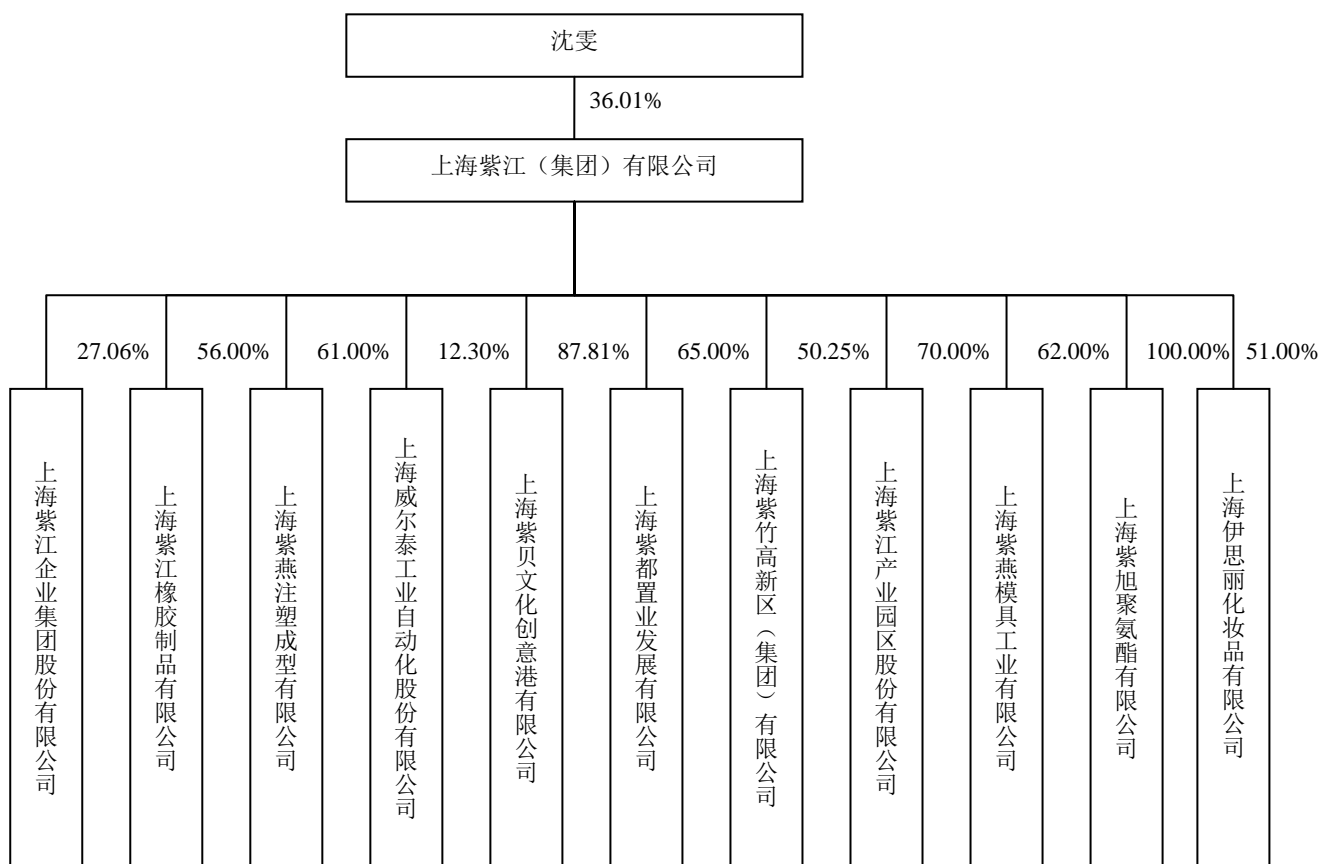 沈雯
36.01%
上海紫江（集团）有限公司
27.06% 56.00% 61.00% 12.30% 87.81% 65.00% 50.25% 70.00% 62.00% 100.00% 51.00%
上海紫江企业集团股份有限公司
上海紫江橡胶制品有限公司
上海紫燕注塑成型有限公司
上海威尔泰工业自动化股份有限公司
上海紫贝文化创意港有限公司
上海紫都置业发展有限公司
上海紫竹高新区（集团）有限公司
上海紫江产业园区股份有限公司
上海紫燕模具工业有限公司
上海紫旭聚氨酯有限公司
上海伊思丽化妆品有限公司